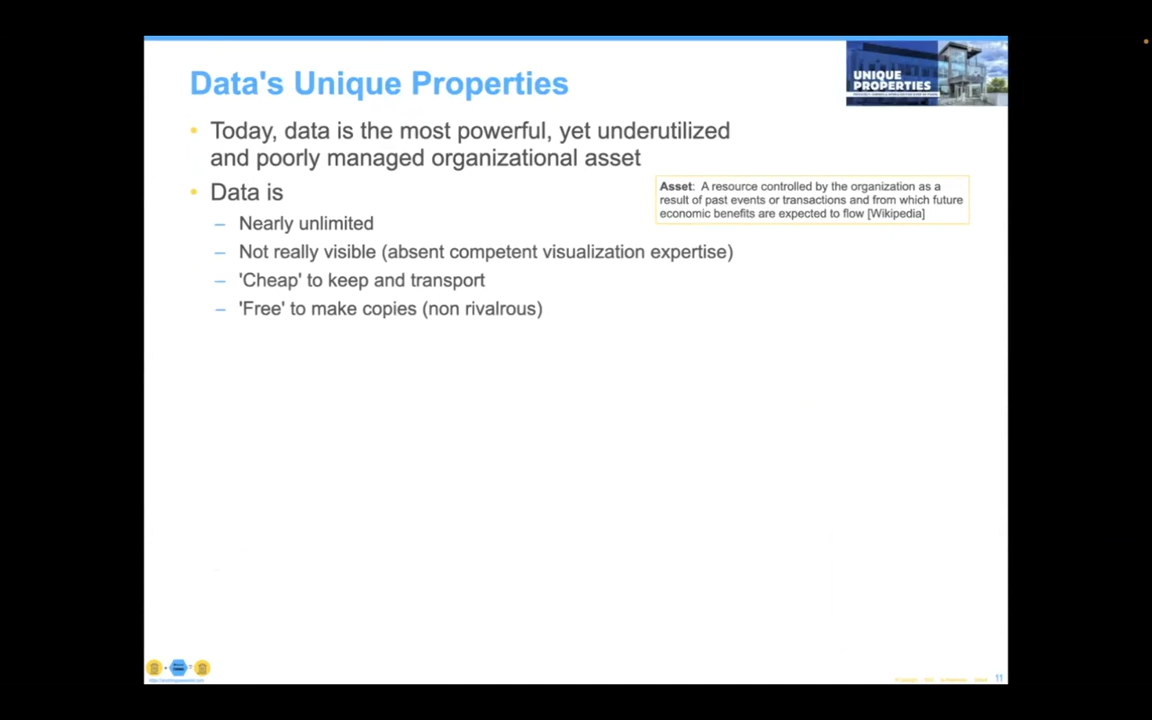 Data's Unique Properties
UNIQUE
PROPERTIES
• Today, data is the most powerful, yet underutilized
and poorly managed organizational asset
• Data is
Asset: A resource controlled by the organization as a
result of past events or transactions and from which future
economic benefits are expected to flow [Wikipedia]
– Nearly unlimited
– Not really visible (absent competent visualization expertise)
– 'Cheap' to keep and transport
– 'Free' to make copies (non rivalrous)
11